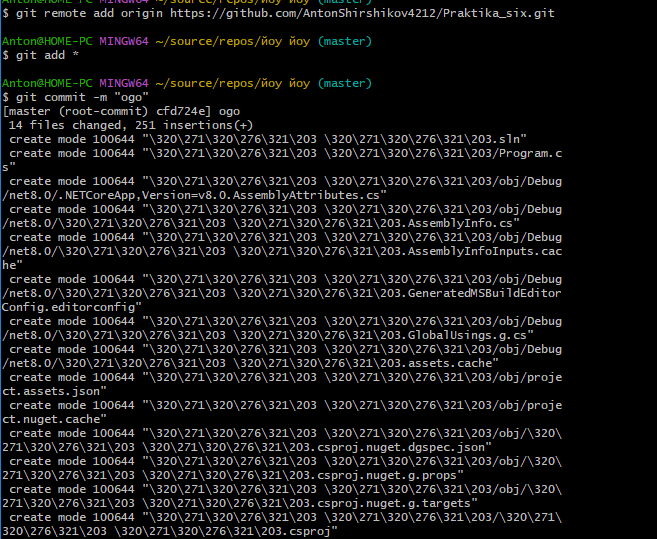 Anton@HOME-PC MINGW64 ~/source/repos/йоу йоу (master)
$ git remote add origin https://github.com/AntonShirshikov4212/Praktika_six.git
Anton@HOME-PC MINGW64 ~/source/repos/йоу йоу (master)
$ git add *
Anton@HOME-PC MINGW64 ~/source/repos/йоу йоу (master)
$ git commit -m "ogo"
[master (root-commit) cfd724e] ogo
 14 files changed, 251 insertions(+)
 create mode 100644 "\320\271\320\276\321\203 \320\271\320\276\321\203.sln"
 create mode 100644 "\320\271\320\276\321\203 \320\271\320\276\321\203/Program.c
s"
 create mode 100644 "\320\271\320\276\321\203 \320\271\320\276\321\203/obj/Debug
/net8.0/.NETCoreApp,Version=v8.0.AssemblyAttributes.cs"
 create mode 100644 "\320\271\320\276\321\203 \320\271\320\276\321\203/obj/Debug
/net8.0/\320\271\320\276\321\203 \320\271\320\276\321\203.AssemblyInfo.cs"
 create mode 100644 "\320\271\320\276\321\203 \320\271\320\276\321\203/obj/Debug
/net8.0/\320\271\320\276\321\203 \320\271\320\276\321\203.AssemblyInfoInputs.cac
he"
 create mode 100644 "\320\271\320\276\321\203 \320\271\320\276\321\203/obj/Debug
/net8.0/\320\271\320\276\321\203 \320\271\320\276\321\203.GeneratedMSBuildEditor
Config.editorconfig"
 create mode 100644 "\320\271\320\276\321\203 \320\271\320\276\321\203/obj/Debug
/net8.0/\320\271\320\276\321\203 \320\271\320\276\321\203.GlobalUsings.g.cs"
 create mode 100644 "\320\271\320\276\321\203 \320\271\320\276\321\203/obj/Debug
/net8.0/\320\271\320\276\321\203 \320\271\320\276\321\203.assets.cache"
 create mode 100644 "\320\271\320\276\321\203 \320\271\320\276\321\203/obj/proje
ct.assets.json"
 create mode 100644 "\320\271\320\276\321\203 \320\271\320\276\321\203/obj/proje
ct.nuget.cache"
 create mode 100644 "\320\271\320\276\321\203 \320\271\320\276\321\203/obj/\320\
271\320\276\321\203 \320\271\320\276\321\203.csproj.nuget.dgspec.json"
 create mode 100644 "\320\271\320\276\321\203 \320\271\320\276\321\203/obj/\320\
271\320\276\321\203 \320\271\320\276\321\203.csproj.nuget.g.props"
 create mode 100644 "\320\271\320\276\321\203 \320\271\320\276\321\203/obj/\320\
271\320\276\321\203 \320\271\320\276\321\203.csproj.nuget.g.targets"
 create mode 100644 "\320\271\320\276\321\203 \320\271\320\276\321\203/\320\271\
320\276\321\203 \320\271\320\276\321\203.csproj"